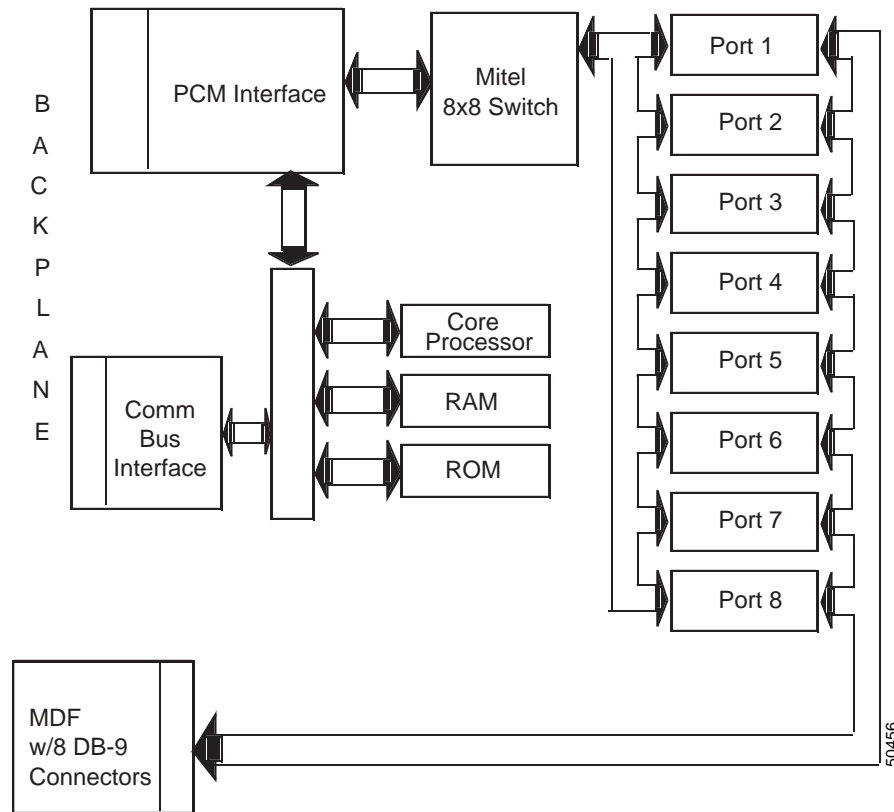 B
A
C
K
P
L
A
N
E
PCM Interface
Mitel
8x8 Switch
Port 1
Port 2
Port 3
Port 4
Port 5
Port 6
Port 7
Port 8
Core
Processor
RAM
ROM
Comm
Bus
Interface
MDF
w/8 DB-9
Connectors
50456